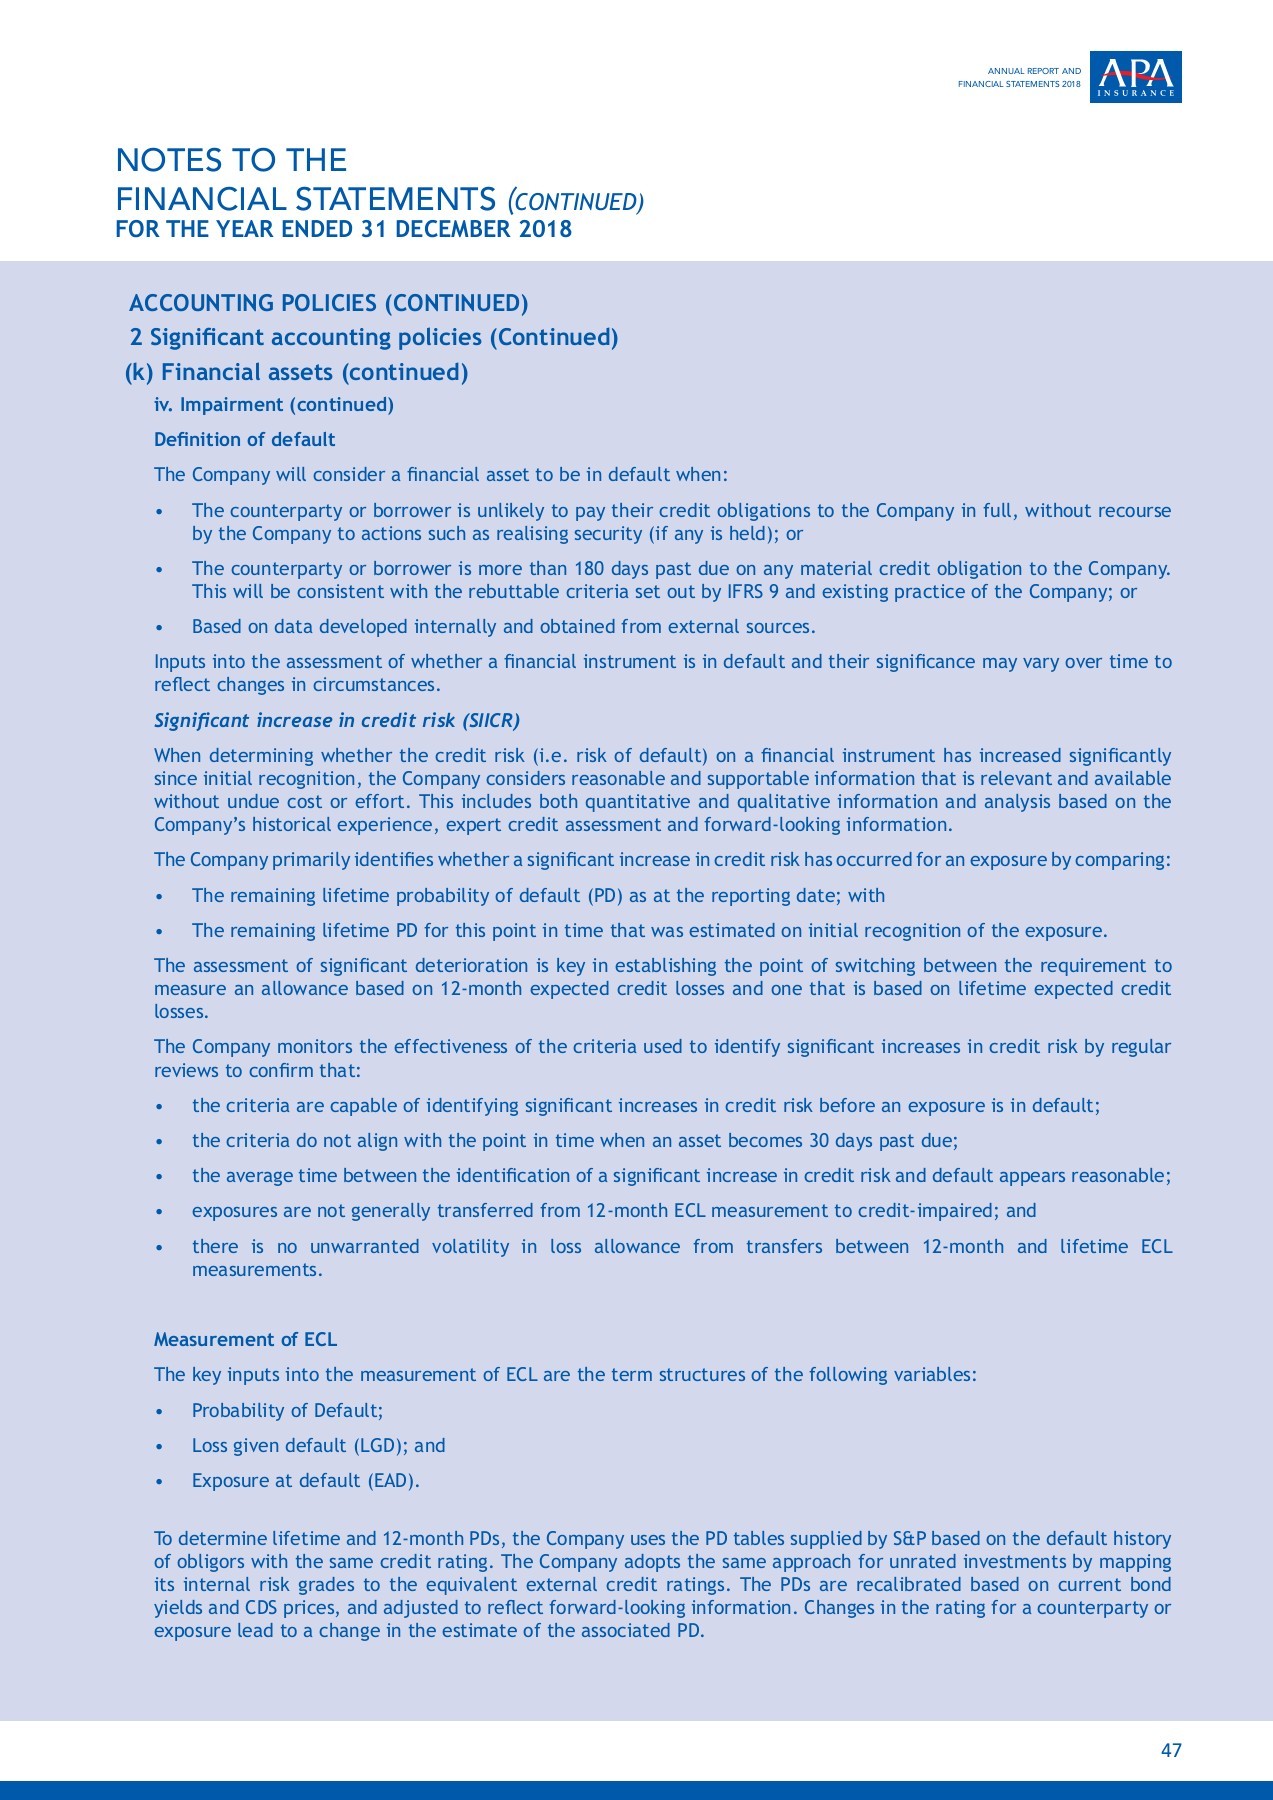 ANNUAL REPORT AND
FINANCIAL STATEMENTS 2018
APA
INSURANCE
NOTES TO THE
FINANCIAL STATEMENTS (CONTINUED)
FOR THE YEAR ENDED 31 DECEMBER 2018
ACCOUNTING POLICIES (CONTINUED)
2 Significant accounting policies (Continued)
(k) Financial assets (continued)
iv. Impairment (continued)
Definition of default
The Company will consider a financial asset to be in default when:
• The counterparty or borrower is unlikely to pay their credit obligations to the Company in full, without recourse
by the Company to actions such as realising security (if any is held); or
• The counterparty or borrower is more than 180 days past due on any material credit obligation to the Company.
This will be consistent with the rebuttable criteria set out by IFRS 9 and existing practice of the Company; or
• Based on data developed internally and obtained from external sources.
Inputs into the assessment of whether a financial instrument is in default and their significance may vary over time to
reflect changes in circumstances.
Significant increase in credit risk (SIICR)
When determining whether the credit risk (i.e. risk of default) on a financial instrument has increased significantly
since initial recognition, the Company considers reasonable and supportable information that is relevant and available
without undue cost or effort. This includes both quantitative and qualitative information and analysis based on the
Company's historical experience, expert credit assessment and forward-looking information.
The Company primarily identifies whether a significant increase in credit risk has occurred for an exposure by comparing:
• The remaining lifetime probability of default (PD) as at the reporting date; with
• The remaining lifetime PD for this point in time that was estimated on initial recognition of the exposure.
The assessment of significant deterioration is key in establishing the point of switching between the requirement to
measure an allowance based on 12-month expected credit losses and one that is based on lifetime expected credit
losses.
The Company monitors the effectiveness of the criteria used to identify significant increases in credit risk by regular
reviews to confirm that:
• the criteria are capable of identifying significant increases in credit risk before an exposure is in default;
• the criteria do not align with the point in time when an asset becomes 30 days past due;
• the average time between the identification of a significant increase in credit risk and default appears reasonable;
• exposures are not generally transferred from 12-month ECL measurement to credit-impaired; and
• there is no unwarranted volatility in loss allowance from transfers between 12-month and lifetime ECL
measurements.
Measurement of ECL
The key inputs into the measurement of ECL are the term structures of the following variables:
• Probability of Default;
• Loss given default (LGD); and
• Exposure at default (EAD).
To determine lifetime and 12-month PDs, the Company uses the PD tables supplied by S&P based on the default history
of obligors with the same credit rating. The Company adopts the same approach for unrated investments by mapping
its internal risk grades to the equivalent external credit ratings. The PDs are recalibrated based on current bond
yields and CDS prices, and adjusted to reflect forward-looking information. Changes in the rating for a counterparty or
exposure lead to a change in the estimate of the associated PD.
47